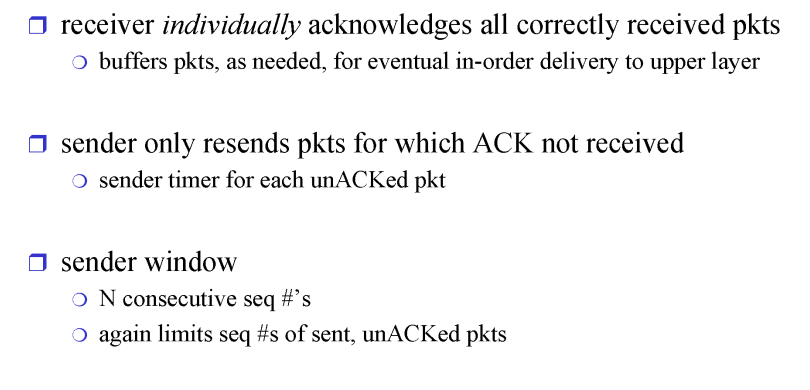 receiver individually acknowledges all correctly received pkts
buffers pkts, as needed, for eventual in-order delivery to upper layer
sender only resends pkts for which ACK not received
sender timer for each unACKed pkt
sender window
N consecutive seq #'s
again limits seq #s of sent, unACKed pkts